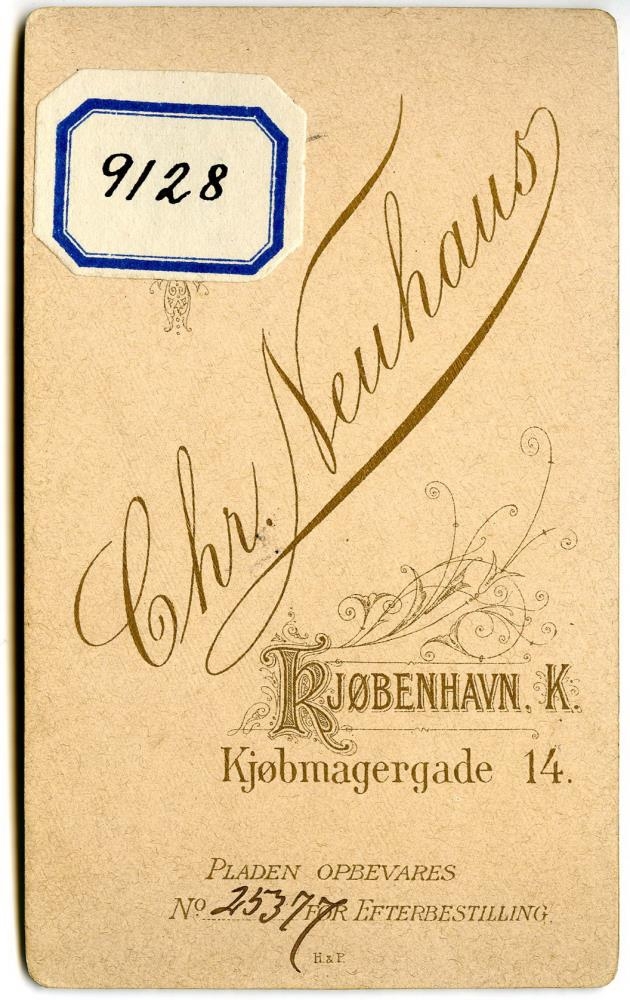 9128
Chr. Neuhaus
KJØBENHAVN. K.
Kjøbmagergade 14.
PLADEN OPBEVARES
No 25377 FOR EFTERBESTILLING.
H. & P.